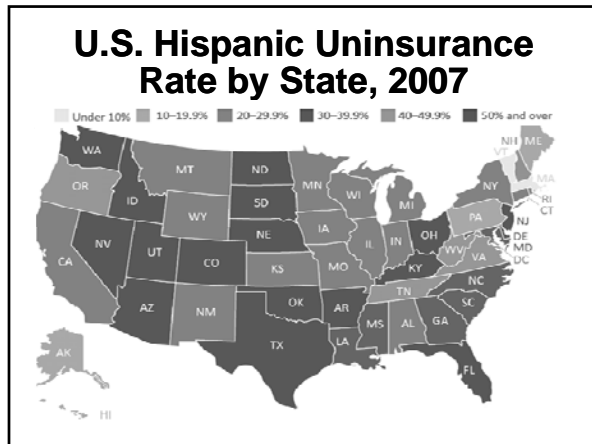 U.S. Hispanic Uninsurance
Rate by State, 2007
Under 10% 10–19.9% 20–29.9% 30–39.9% 40–49.9% 50% and over
WA
MT
ND
MN
WI
MI
NY
VT
NH
ME
MA
RI
CT
OR
ID
WY
SD
IA
NE
IL
IN
OH
PA
NJ
DE
MD
DC
NV
UT
CO
KS
MO
KY
WV
VA
CA
AZ
NM
OK
AR
TN
NC
SC
TX
LA
MS
AL
GA
FL
AK
HI